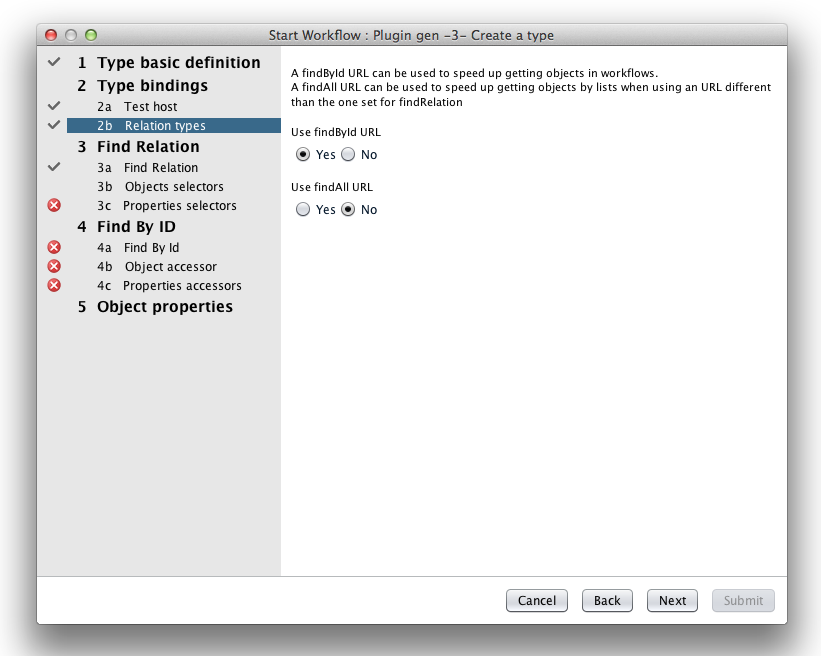 Start Workflow : Plugin gen -3- Create a type
1 Type basic definition
2 Type bindings
2a Test host
2b Relation types
3 Find Relation
3a Find Relation
3b Objects selectors
3c Properties selectors
4 Find By ID
4a Find By Id
4b Object accessor
4c Properties accessors
5 Object properties
A findById URL can be used to speed up getting objects in workflows.
A findAll URL can be used to speed up getting objects by lists when using an URL different
than the one set for findRelation
Use findById URL
Yes No
Use findAll URL
Yes No
Cancel Back Next Submit